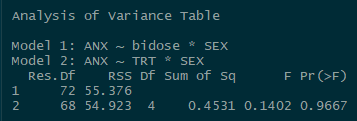 Analysis of Variance Table
Model 1: ANX ~ bidose * SEX
Model 2: ANX ~ TRT * SEX
Res.Df RSS Df Sum of Sq F Pr(>F)
1 72 55.376
2 68 54.923 4 0.4531 0.1402 0.9667